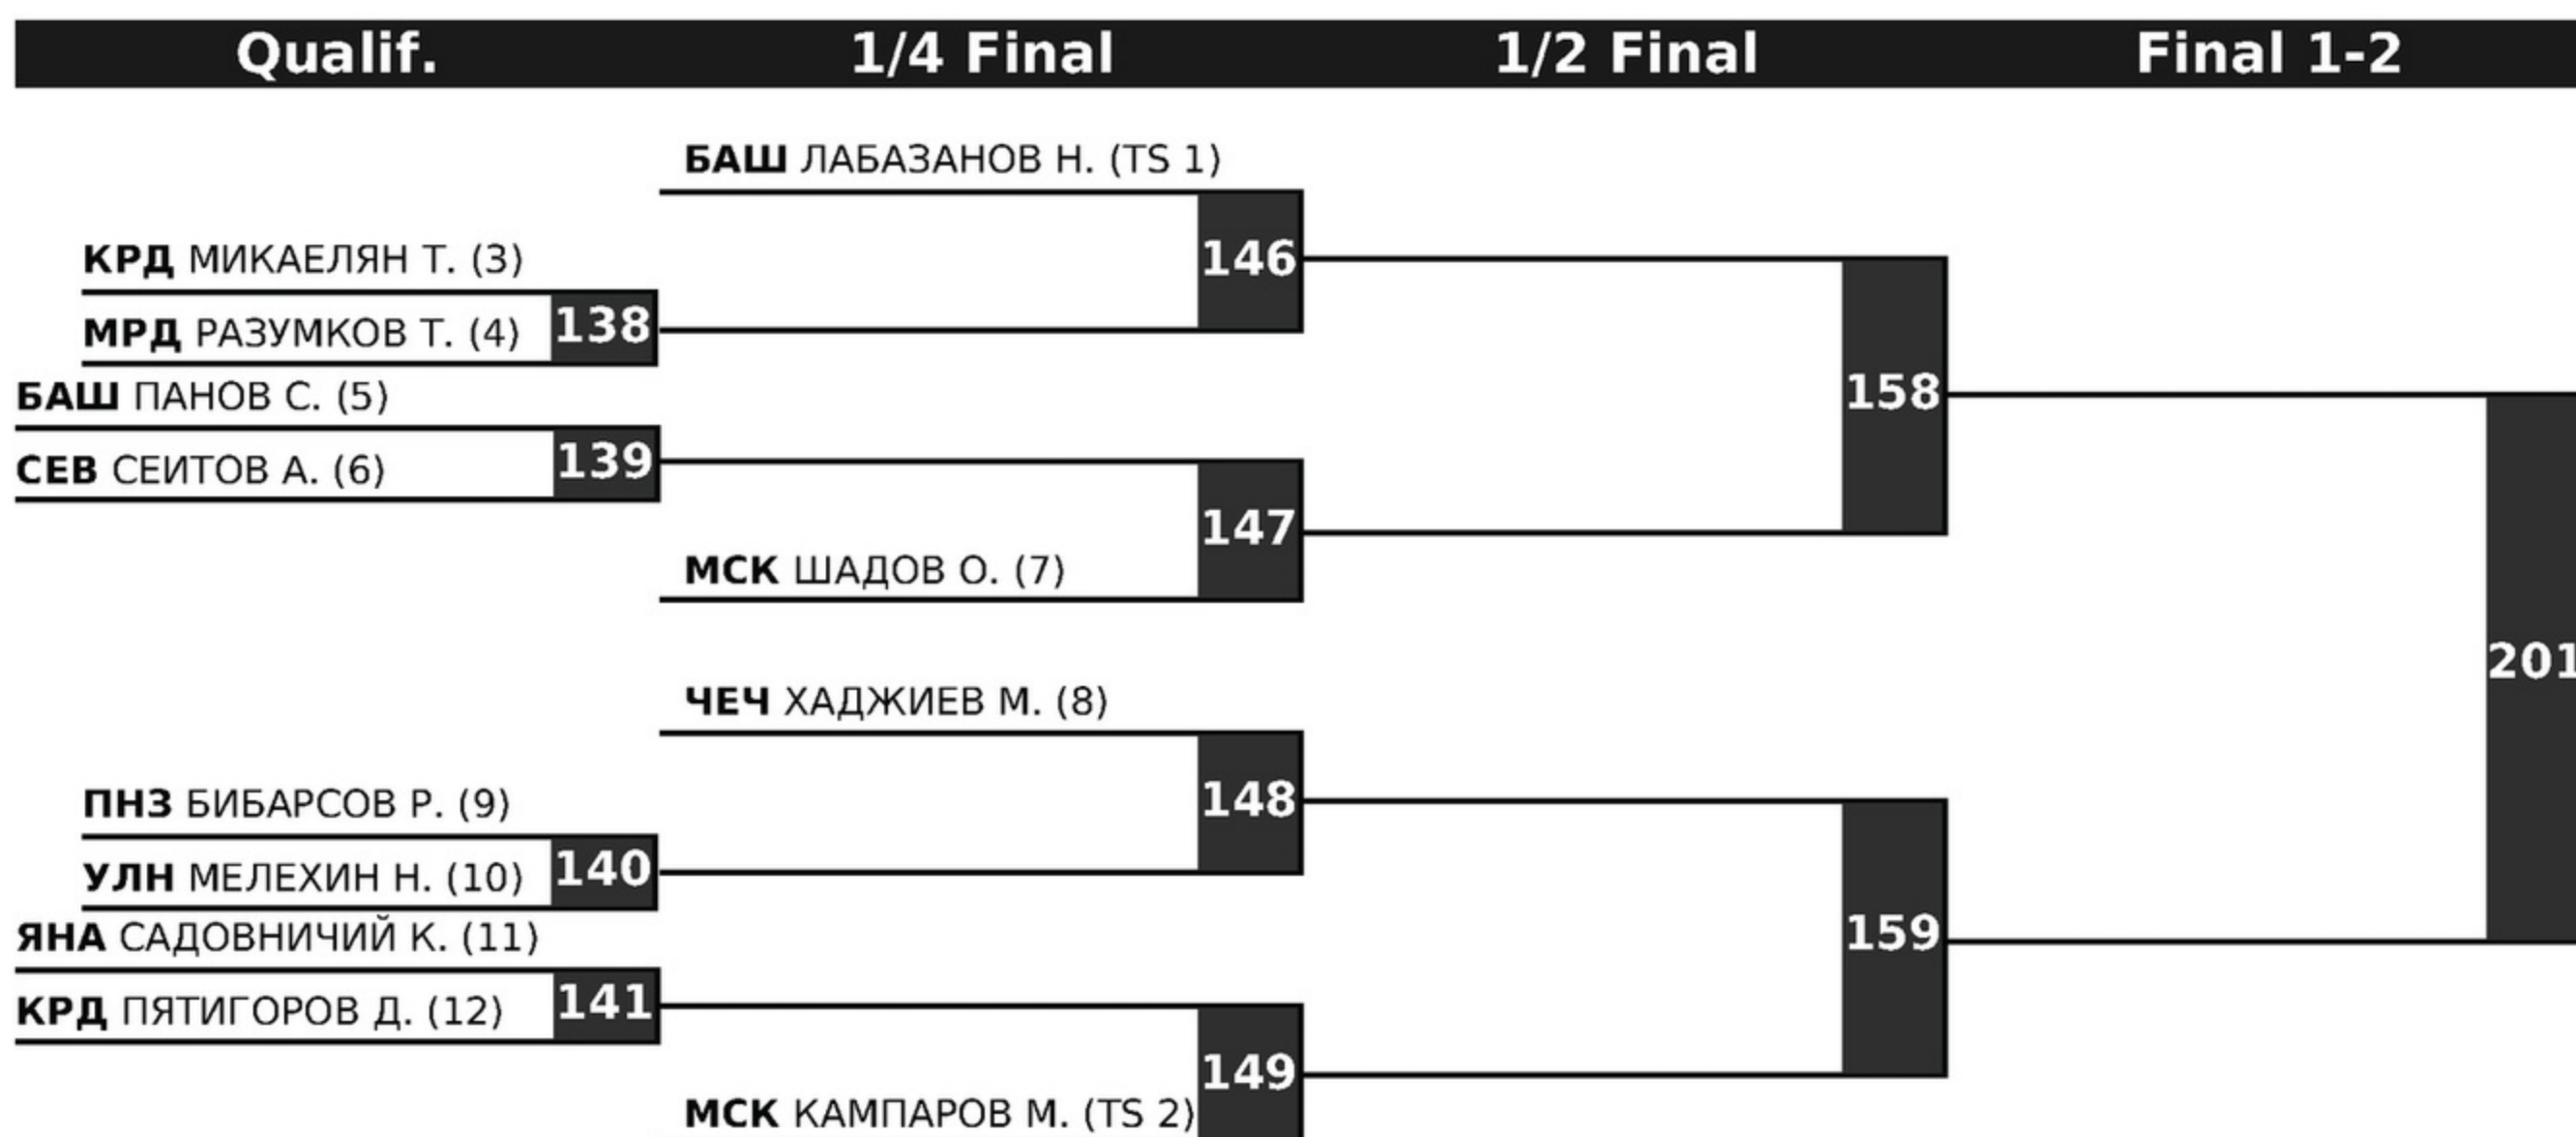 Qualif. 1/4 Final 1/2 Final Final 1-2
БАШ ЛАБАЗАНОВ Н. (TS 1)
146
КРД МИКАЕЛЯН Т. (3)
МРД РАЗУМКОВ Т. (4)
138
БАШ ПАНОВ С. (5)
СЕВ СЕИТОВ А. (6)
139
158
147
МСК ШАДОВ О. (7)
201
ЧЕЧ ХАДЖИЕВ М. (8)
148
ПНЗ БИБАРСОВ Р. (9)
УЛН МЕЛЕХИН Н. (10)
140
ЯНА САДОВНИЧИЙ К. (11)
КРД ПЯТИГОРОВ Д. (12)
141
159
149
МСК КАМПАРОВ М. (TS 2)